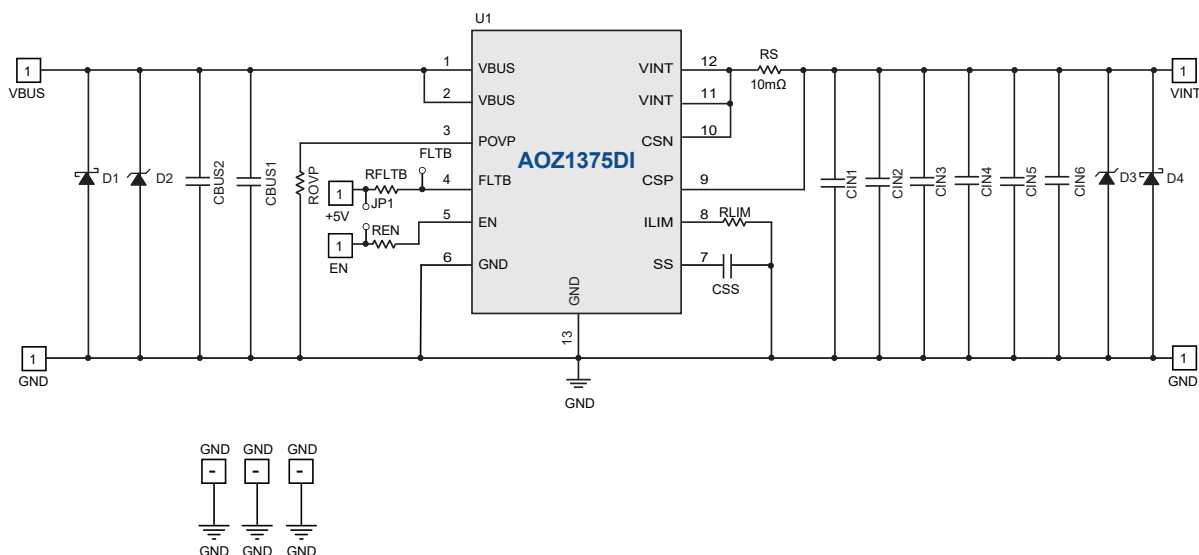 U1
1
VBUS
1
VBUS
2
VBUS
3
POVP
4
FLTB
5
EN
6
GND
AOZ1375DI
GND
13
VINT
12
VINT
11
CSN
10
CSP
9
ILIM
8
SS
7
RS
10mΩ
1
VINT
D1
D2
CBUS2
CBUS1
ROVP
FLTB
RFLTB
1
+5V
JP1
REN
1
EN
RLIM
CSS
CIN1
CIN2
CIN3
CIN4
CIN5
CIN6
D3
D4
1
GND
GND
1
GND
GND GND GND
- - -
GND GND GND